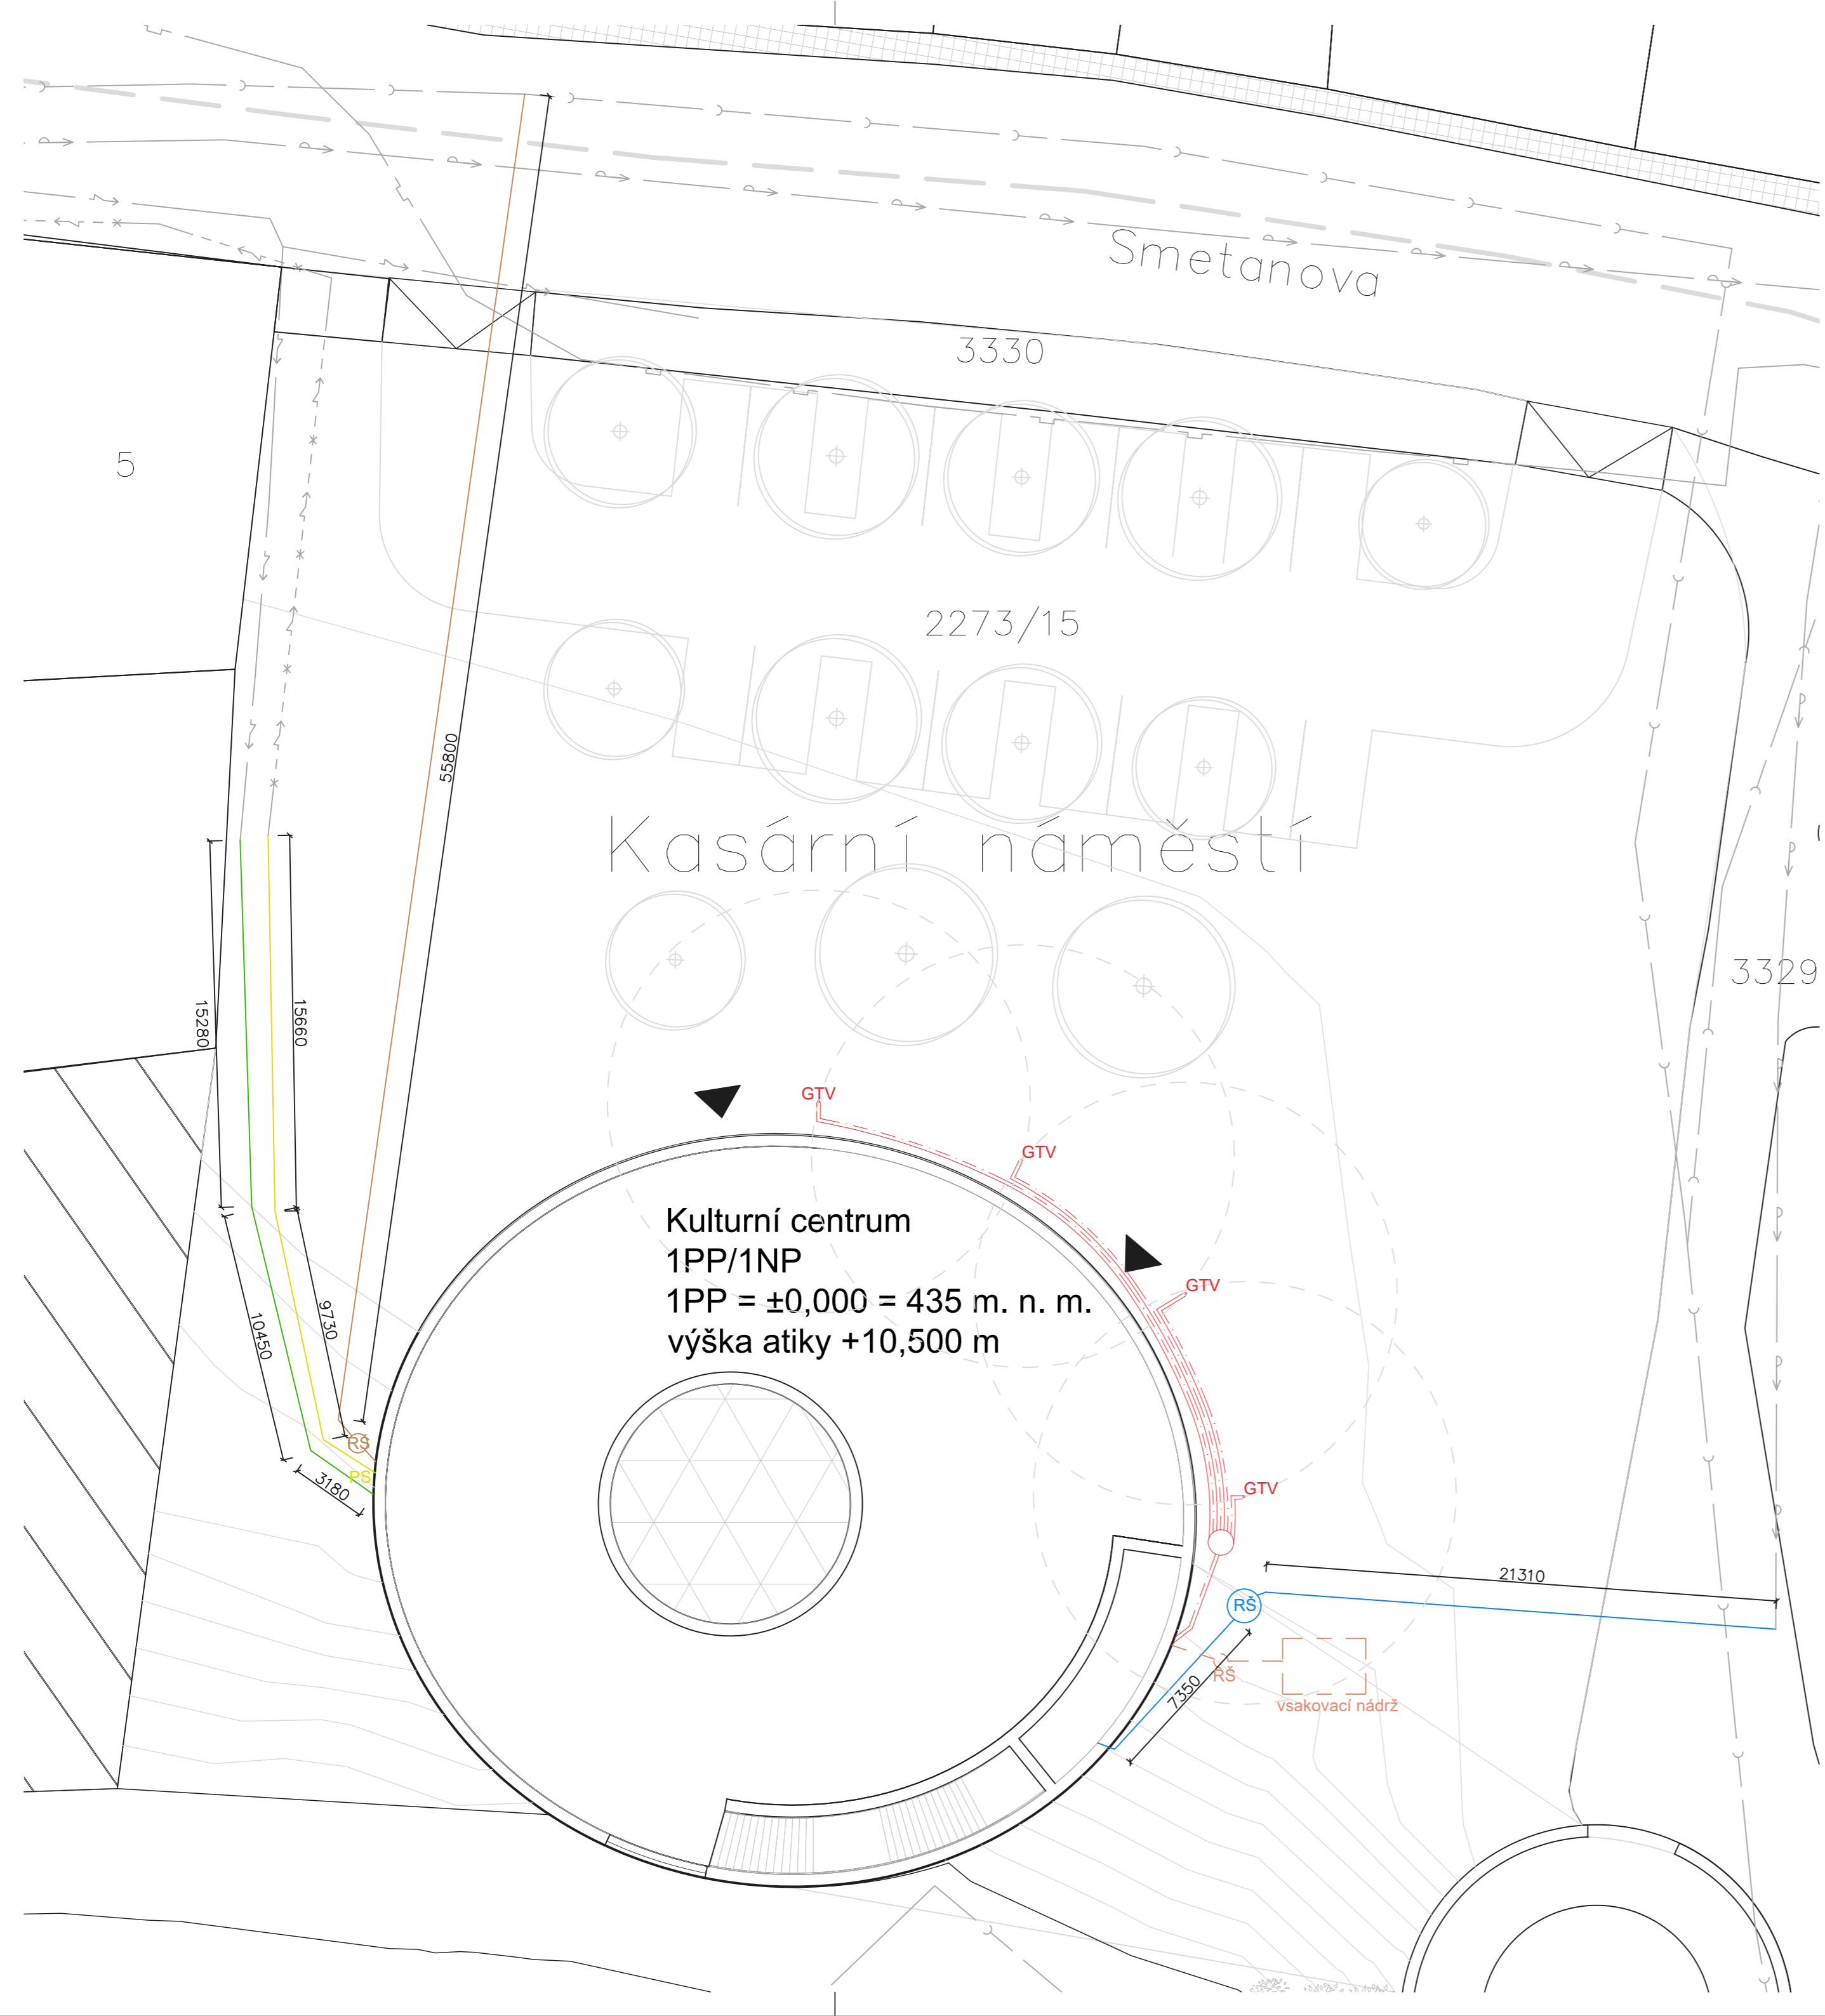 Smetanova
3330
5
2273/15
55800
Kasární náměstí
3329
15280
15660
GTV
GTV
Kulturní centrum
1PP/1NP
1PP = ±0,000 = 435 m. n. m.
výška atiky +10,500 m
GTV
10450
9730
RŠ
PS
3180
GTV
21310
RŠ
7350
RŠ
vsakovací nádrž